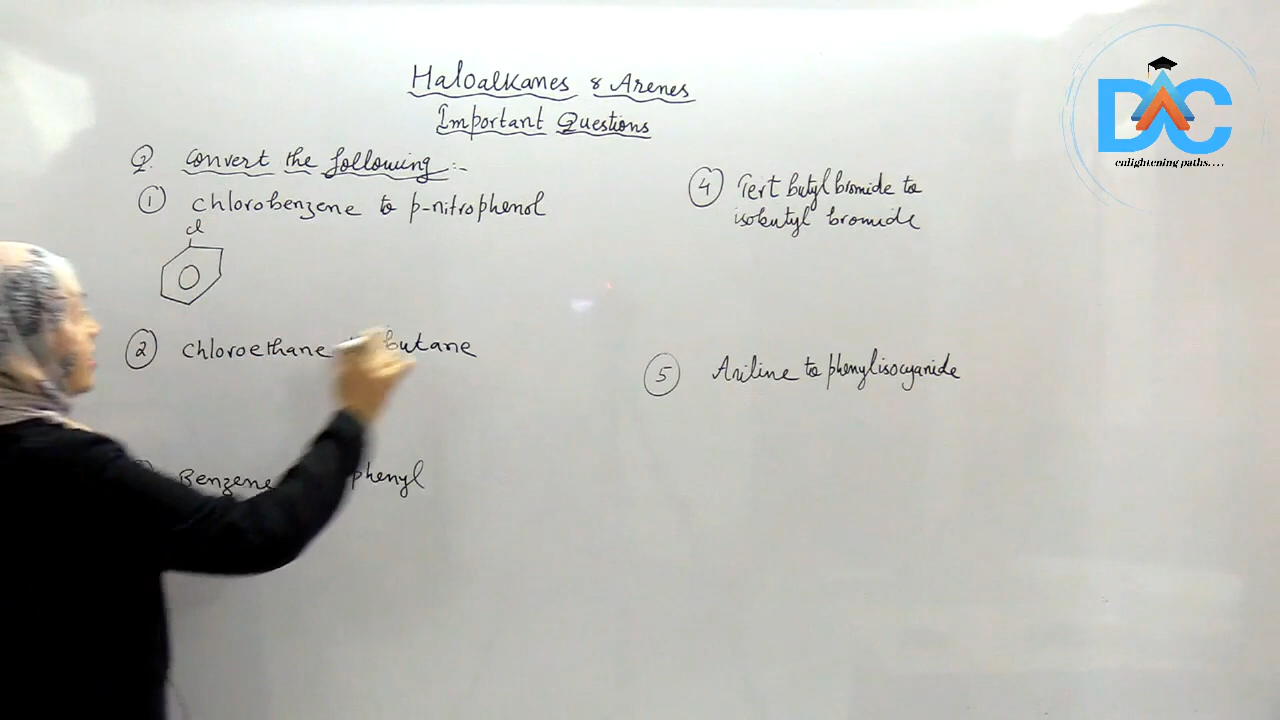 Haloalkanes & Arenes
Important Questions
Q. Convert the following:-
① chlorobenzene to p-nitrophenol
cl
② chloroethane butane
Benzene phenyl
④ Tert butyl bromide to
isobutyl bromide
⑤ Aniline to phenylisocyanide
DAC
enlightening paths....